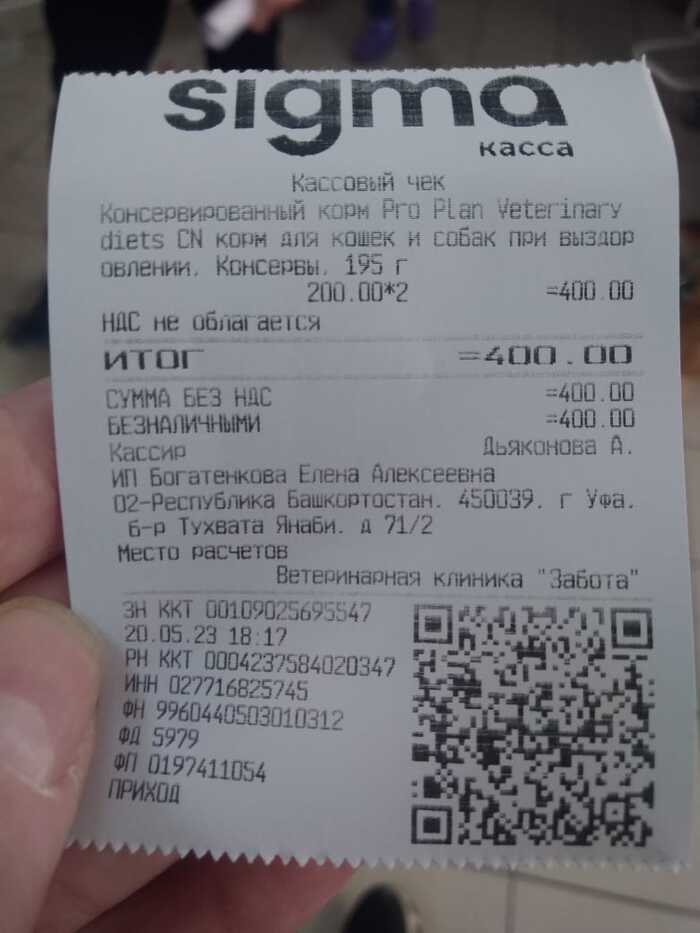 sigma
касса
Кассовый чек
Консервированный корм Pro Plan Veterinary
diets CN корм для кошек и собак при выздор
овлении. Консервы. 195 г
200.00*2 =400.00
НДС не облагается
ИТОГ =400.00
СУММА БЕЗ НДС =400.00
БЕЗНАЛИЧНЫМИ =400.00
Кассир Дьяконова А.
ИП Богатенкова Елена Алексеевна
02-Республика Башкортостан. 450039. г Уфа.
б-р Тухвата Янаби. д 71/2
Место расчетов
Ветеринарная клиника "Забота"
ЗН ККТ 00109025695547
20.05.23 18:17
РН ККТ 0004237584020347
ИНН 027716825745
ФН 9960440503010312
ФД 5979
ФП 0197411054
ПРИХОД